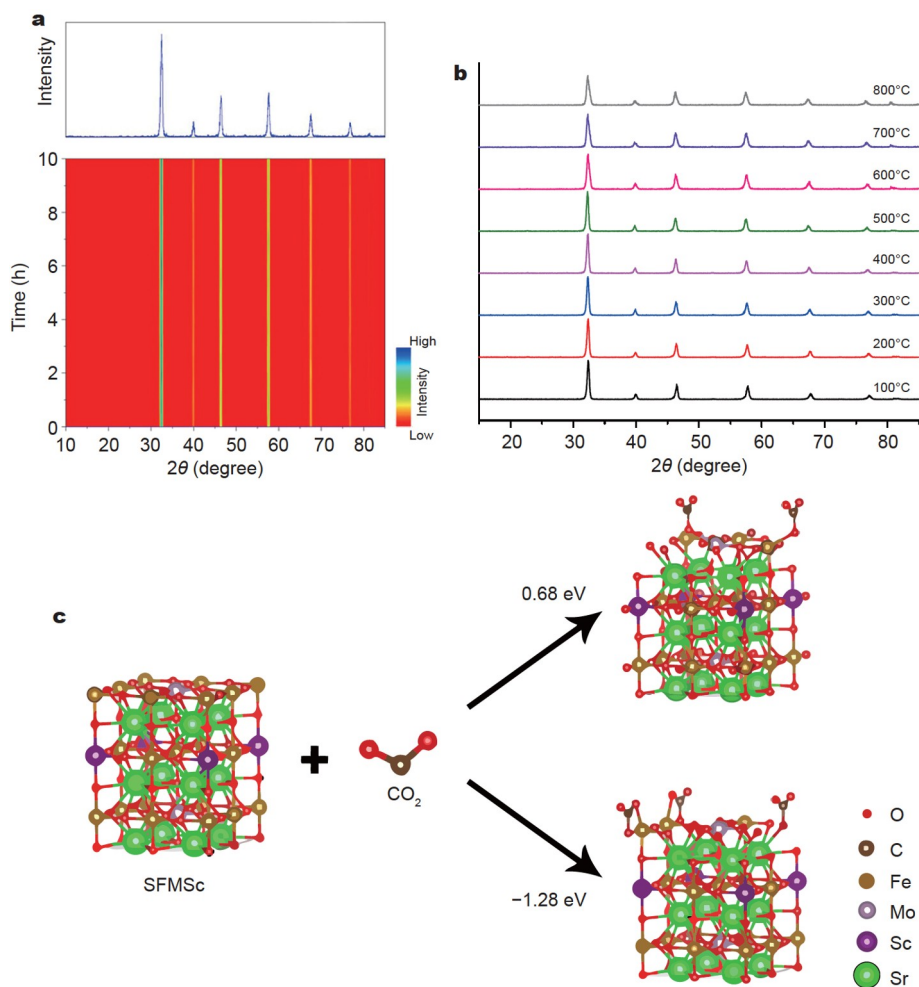 a
Intensity
10
8
6
4
2
0
Time (h)
High
Intensity
Low
10 20 30 40 50 60 70 80
2θ (degree)
b
800°C
700°C
600°C
500°C
400°C
300°C
200°C
100°C
20 30 40 50 60 70 80
2θ (degree)
c
0.68 eV
+
CO₂
SFMSc
−1.28 eV
O
C
Fe
Mo
Sc
Sr